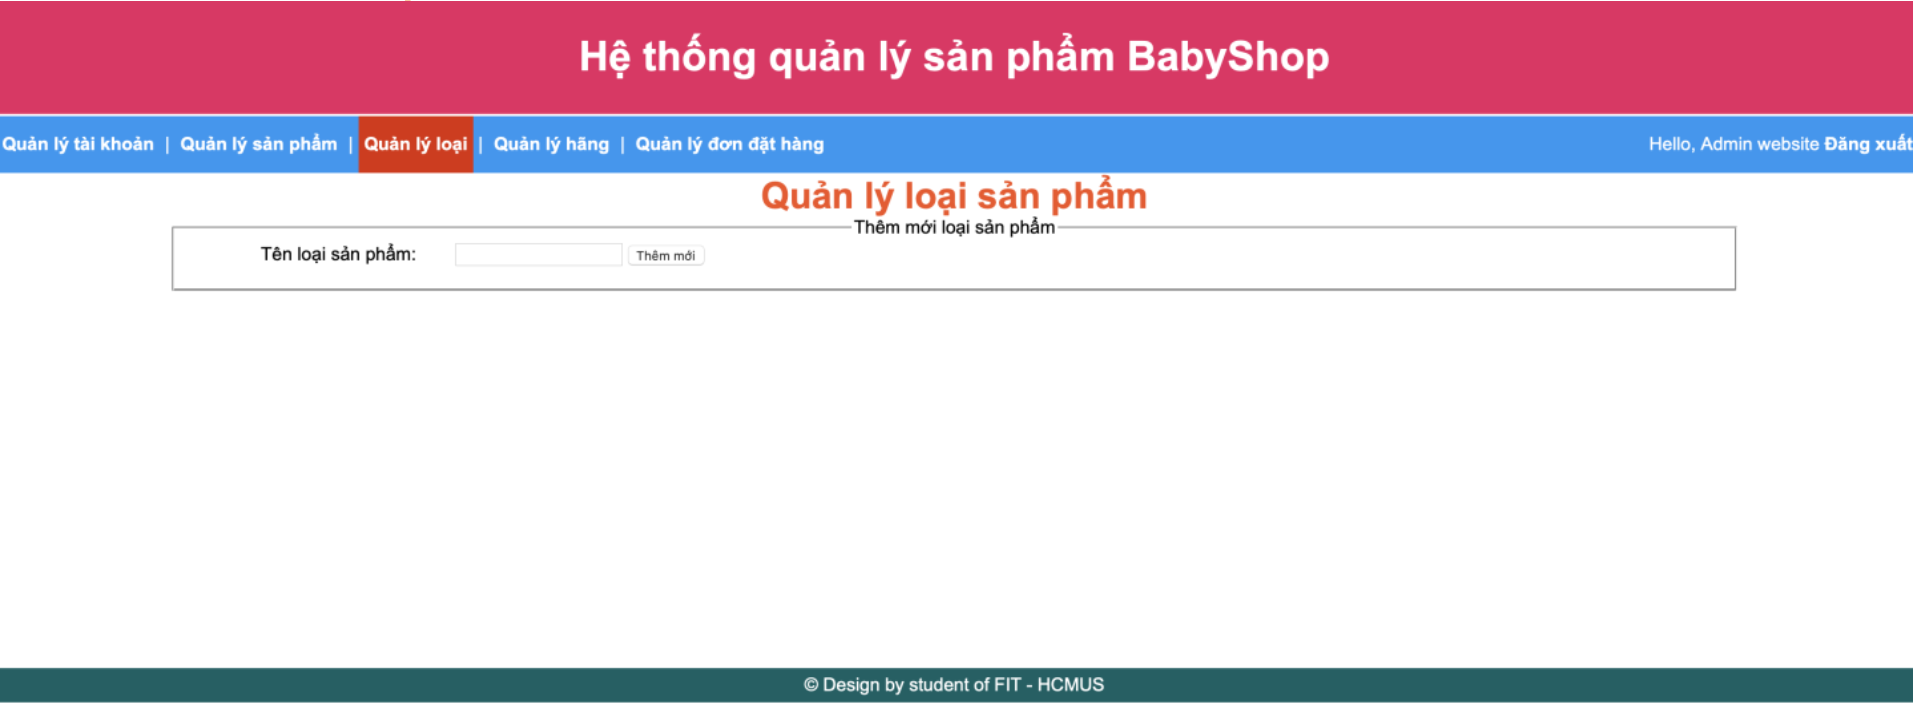 Hệ thống quản lý sản phẩm BabyShop
Quản lý tài khoản | Quản lý sản phẩm | Quản lý loại | Quản lý hãng | Quản lý đơn đặt hàng Hello, Admin website Đăng xuất
Quản lý loại sản phẩm
Thêm mới loại sản phẩm
Tên loại sản phẩm: Thêm mới
© Design by student of FIT - HCMUS